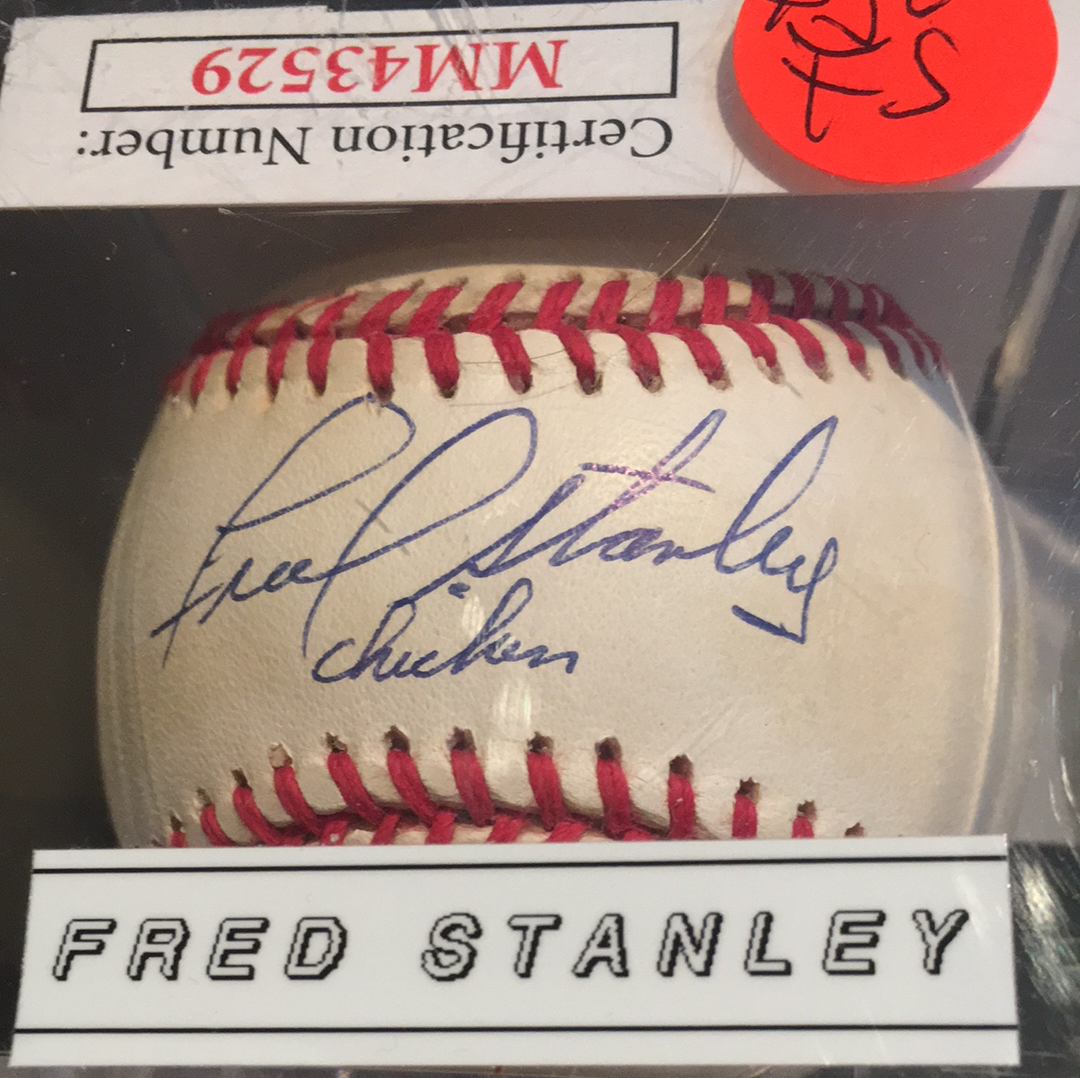 MM43529
Certification Number:
Fred Stanley
chicken
FRED STANLEY